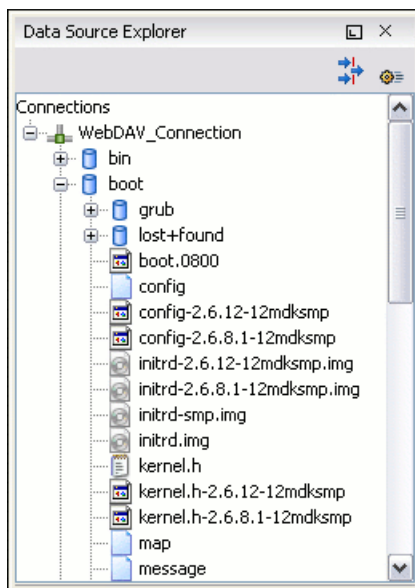 Data Source Explorer
Connections
WebDAV_Connection
bin
boot
grub
lost+found
boot.0800
config
config-2.6.12-12mdksmp
config-2.6.8.1-12mdksmp
initrd-2.6.12-12mdksmp.img
initrd-2.6.8.1-12mdksmp.img
initrd-smp.img
initrd.img
kernel.h
kernel.h-2.6.12-12mdksmp
kernel.h-2.6.8.1-12mdksmp
map
message